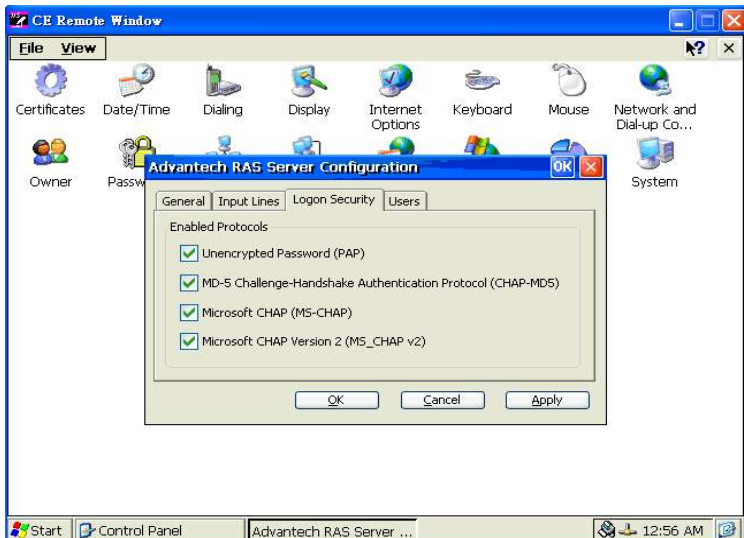 CE Remote Window
File View
Certificates
Date/Time
Dialing
Display
Internet Options
Keyboard
Mouse
Network and Dial-up Co...
Owner
Passw
System
Advantech RAS Server Configuration
OK
General
Input Lines
Logon Security
Users
Enabled Protocols
Unencrypted Password (PAP)
MD-5 Challenge-Handshake Authentication Protocol (CHAP-MD5)
Microsoft CHAP (MS-CHAP)
Microsoft CHAP Version 2 (MS_CHAP v2)
OK
Cancel
Apply
Start
Control Panel
Advantech RAS Server ...
12:56 AM